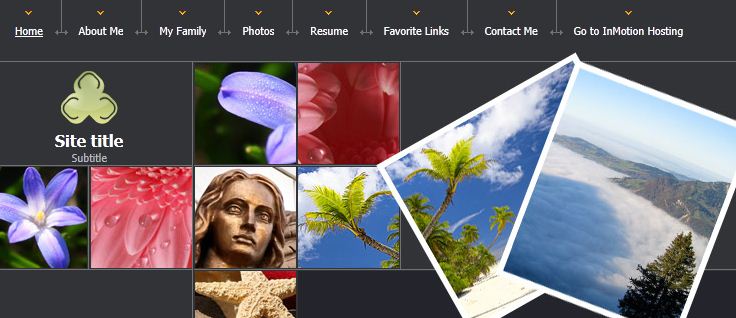 Home About Me My Family Photos Resume Favorite Links Contact Me Go to InMotion Hosting
Site title
Subtitle